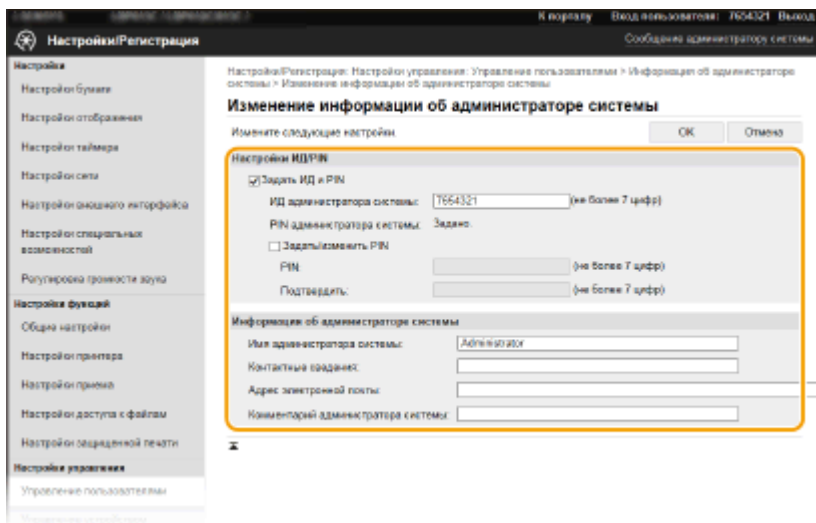 К порталу Вход пользователя: 7654321 Выход
Настройки/Регистрация
Сообщение администратору системы
Настройка
Настройки бумаги
Настройки отображения
Настройки таймера
Настройки сети
Настройки внешнего интерфейса
Настройки специальных
возможностей
Регулировка громкости звука
Настройки функций
Общие настройки
Настройки принтера
Настройки приема
Настройки доступа к файлам
Настройки защищенной печати
Настройки управления
Управление пользователями
Настройки/Регистрация: Настройки управления: Управление пользователями > Информация об администраторе
системы > Изменение информации об администраторе системы
Изменение информации об администраторе системы
Измените следующие настройки.
OK Отмена
Настройки ИД/PIN
Задать ИД и PIN
ИД администратора системы: 7654321 (не более 7 цифр)
PIN администратора системы: Задано.
Задать/изменить PIN
PIN: (не более 7 цифр)
Подтвердить: (не более 7 цифр)
Информация об администраторе системы
Имя администратора системы: Administrator
Контактные сведения:
Адрес электронной почты:
Комментарий администратора системы: